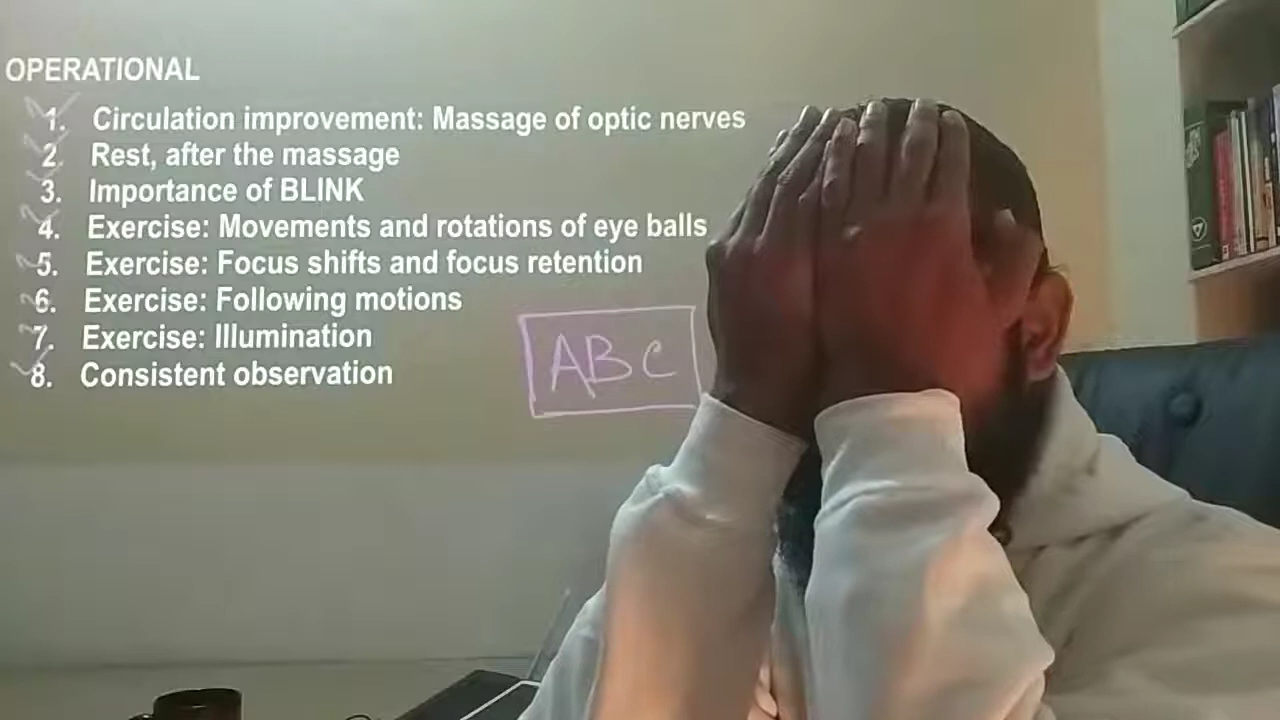 OPERATIONAL
1. Circulation improvement: Massage of optic nerves
2. Rest, after the massage
3. Importance of BLINK
4. Exercise: Movements and rotations of eye balls
5. Exercise: Focus shifts and focus retention
6. Exercise: Following motions
7. Exercise: Illumination
8. Consistent observation
ABC